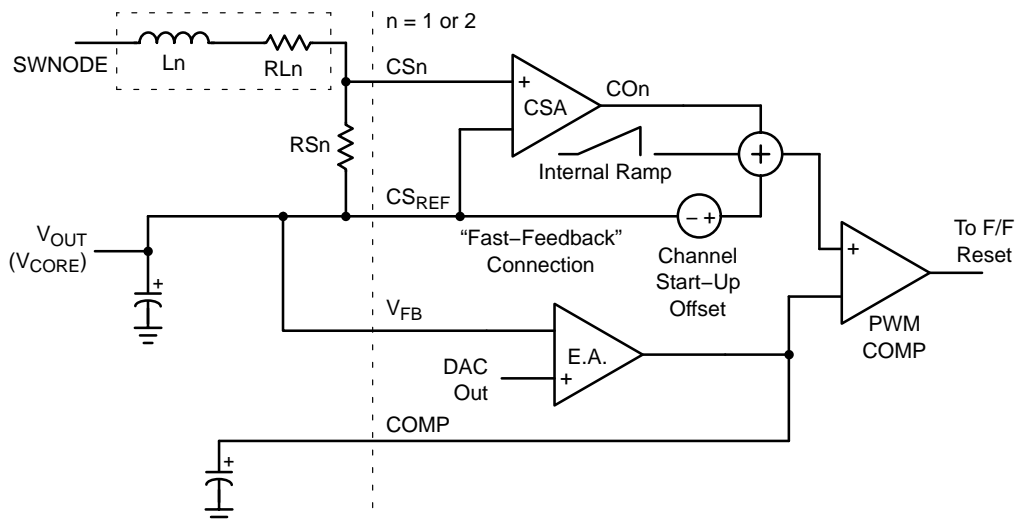 n = 1 or 2
SWNODE
Ln
RLn
CSn
COn
+
CSA
RSn
Internal Ramp
+
CSREF
− +
VOUT
(VCORE)
“Fast−Feedback”
Connection
Channel
Start−Up
Offset
+
To F/F
Reset
+
VFB
PWM
COMP
E.A.
DAC
Out
+
COMP
+